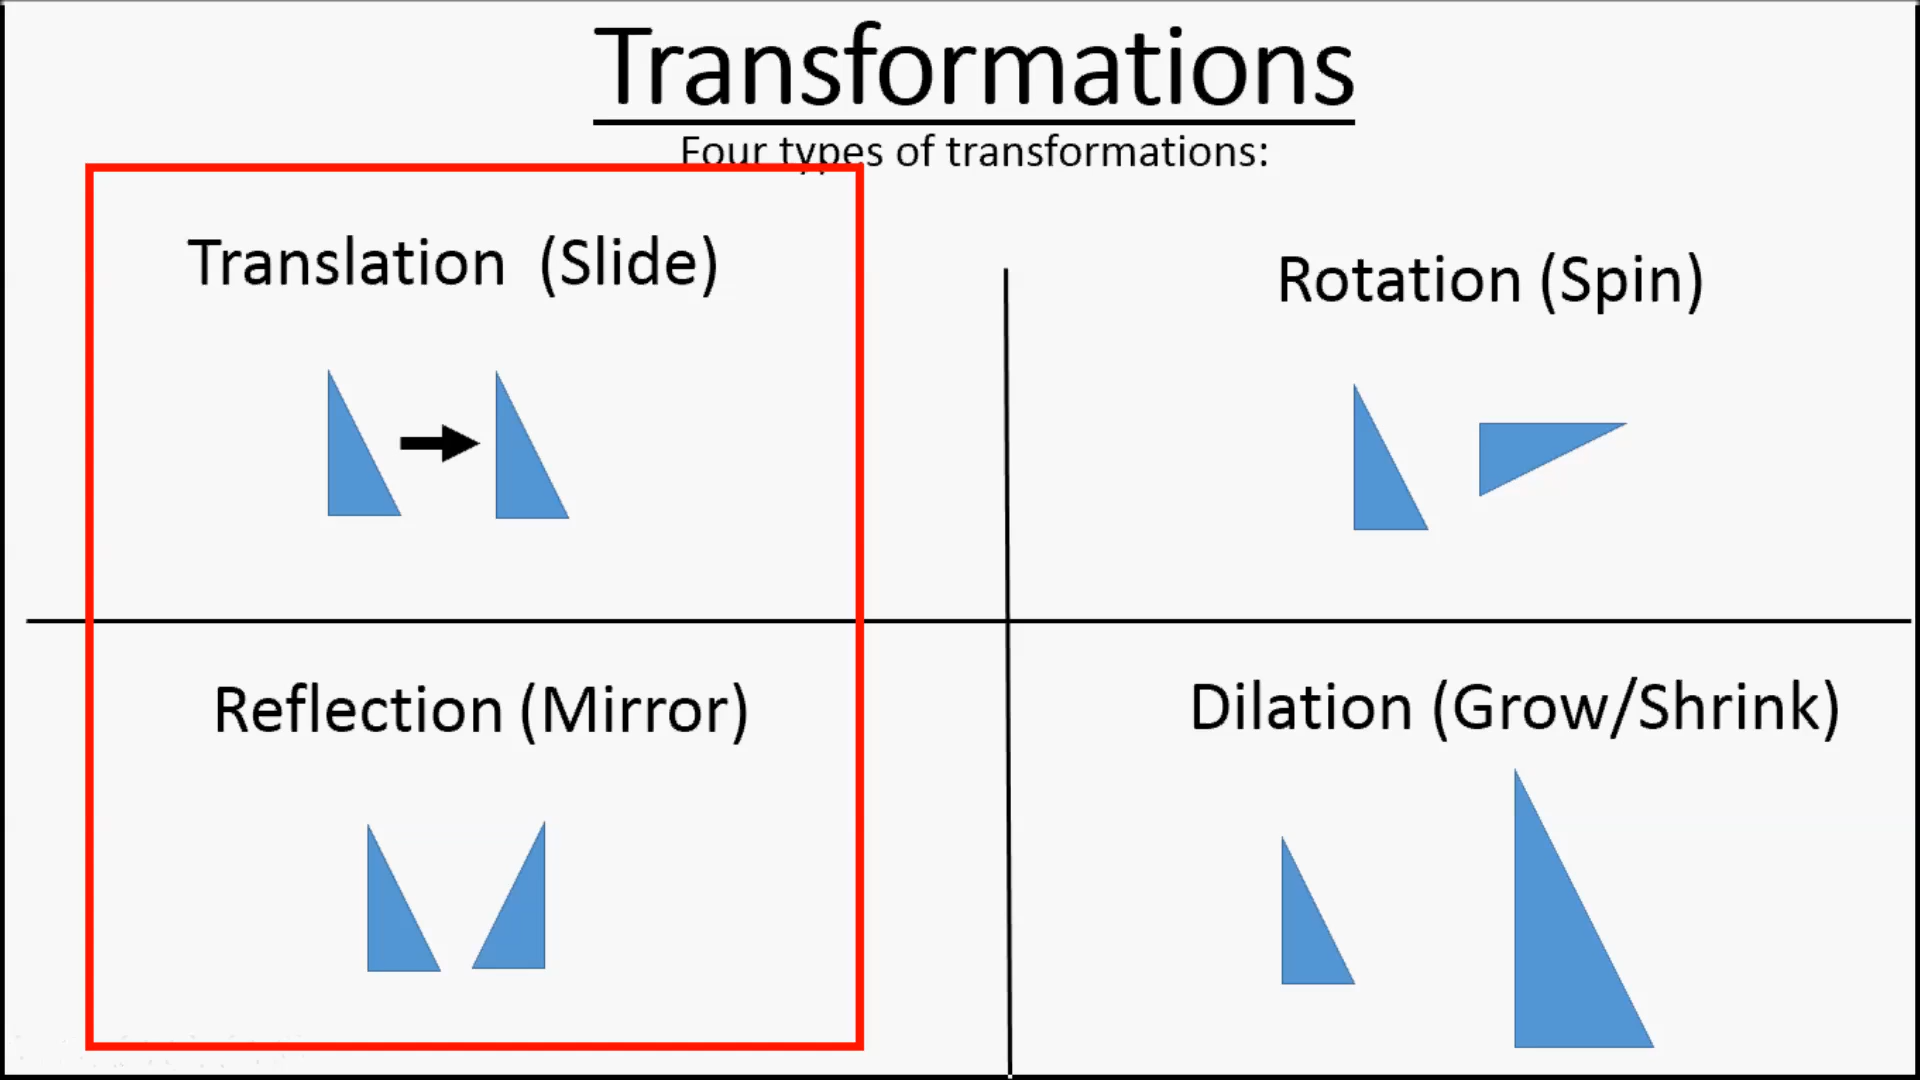 Transformations
Four types of transformations:
Translation (Slide)
Rotation (Spin)
Reflection (Mirror)
Dilation (Grow/Shrink)